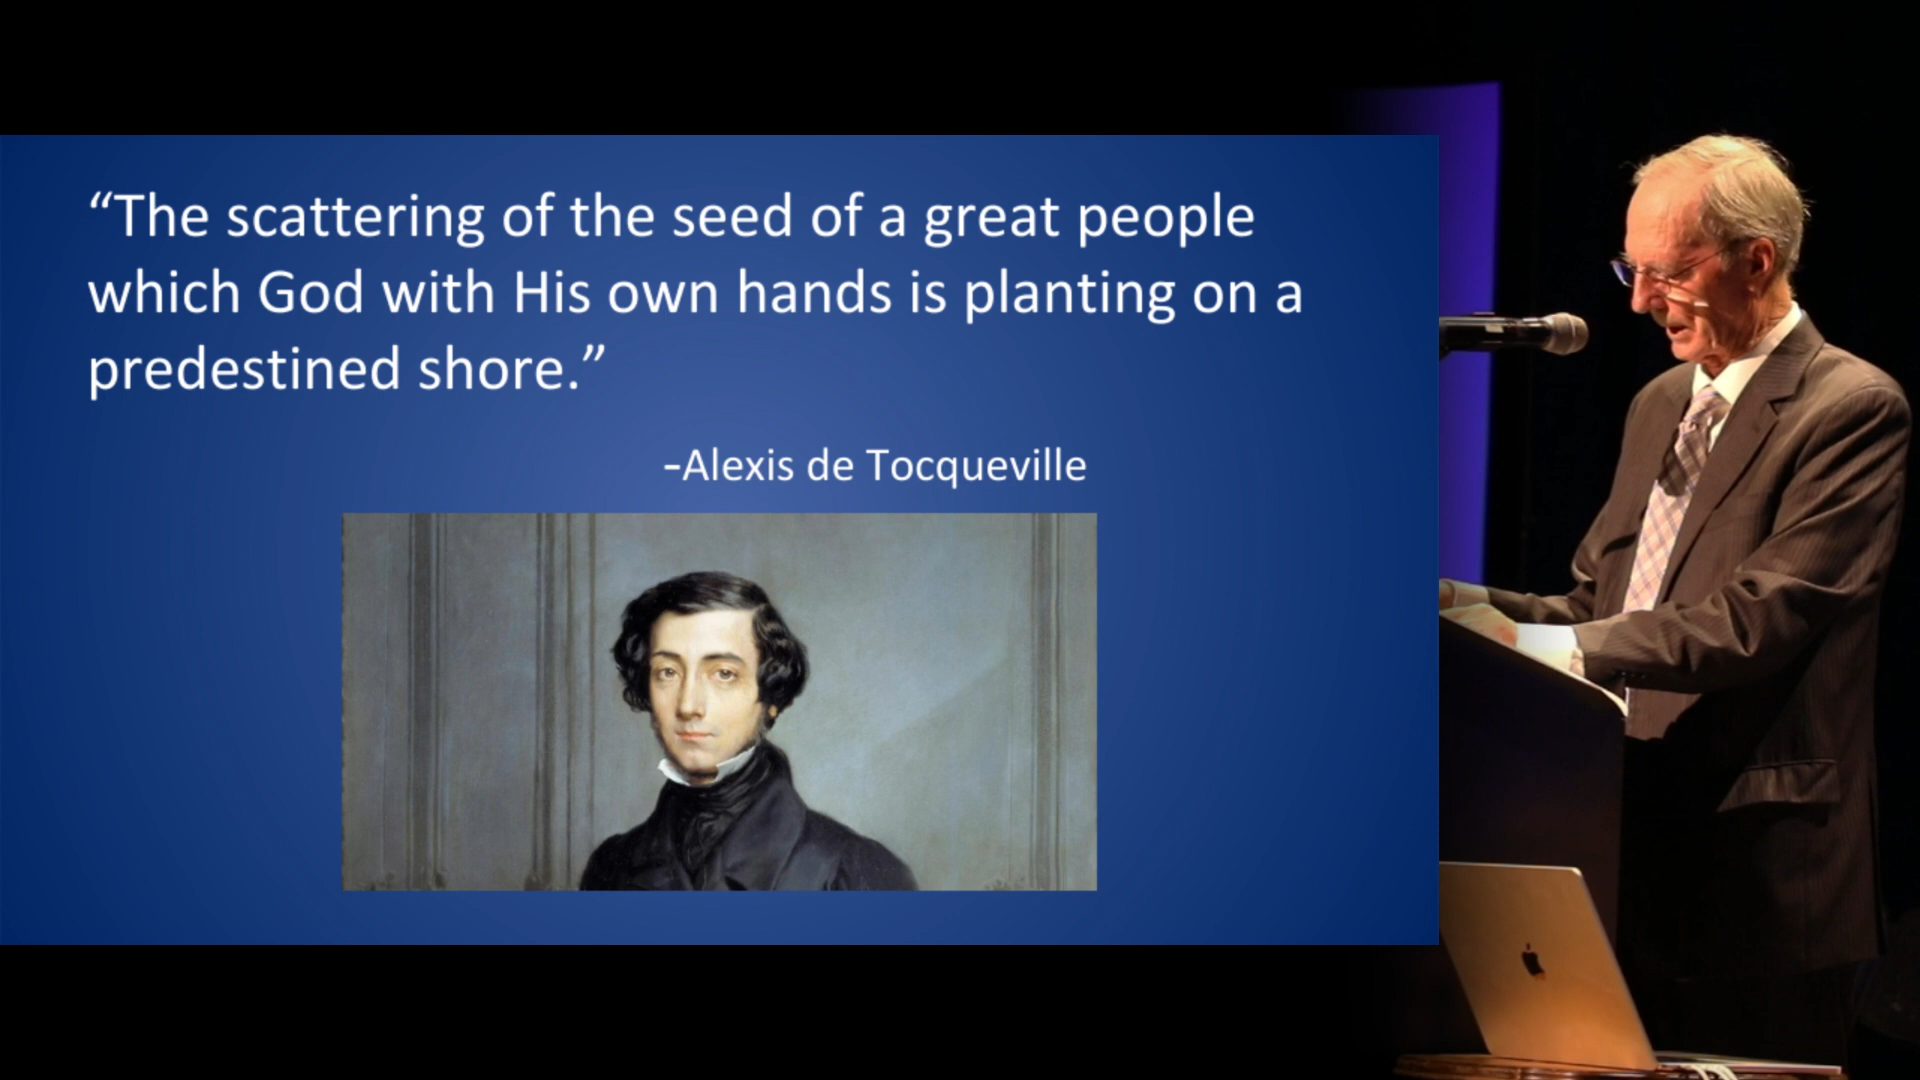 “The scattering of the seed of a great people
which God with His own hands is planting on a
predestined shore.”
-Alexis de Tocqueville